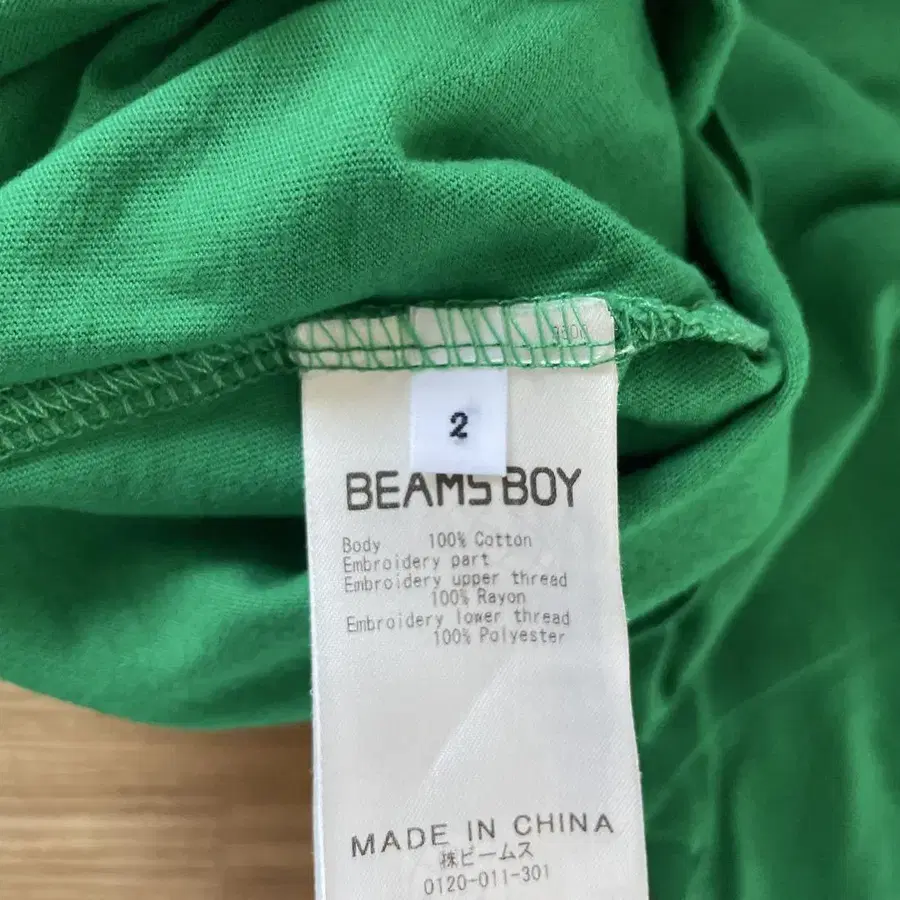 2
BEAMS BOY
Body 100% Cotton
Embroidery part
Embroidery upper thread
100% Rayon
Embroidery lower thread
100% Polyester
MADE IN CHINA
㈱ビームス
0120-011-301